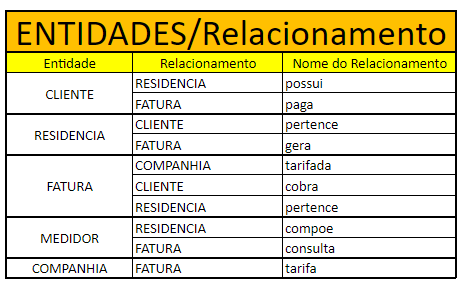 ENTIDADES/Relacionamento
Entidade Relacionamento Nome do Relacionamento
CLIENTE RESIDENCIA possui
FATURA paga
RESIDENCIA CLIENTE pertence
FATURA gera
FATURA COMPANHIA tarifada
CLIENTE cobra
RESIDENCIA pertence
MEDIDOR RESIDENCIA compoe
FATURA consulta
COMPANHIA FATURA tarifa